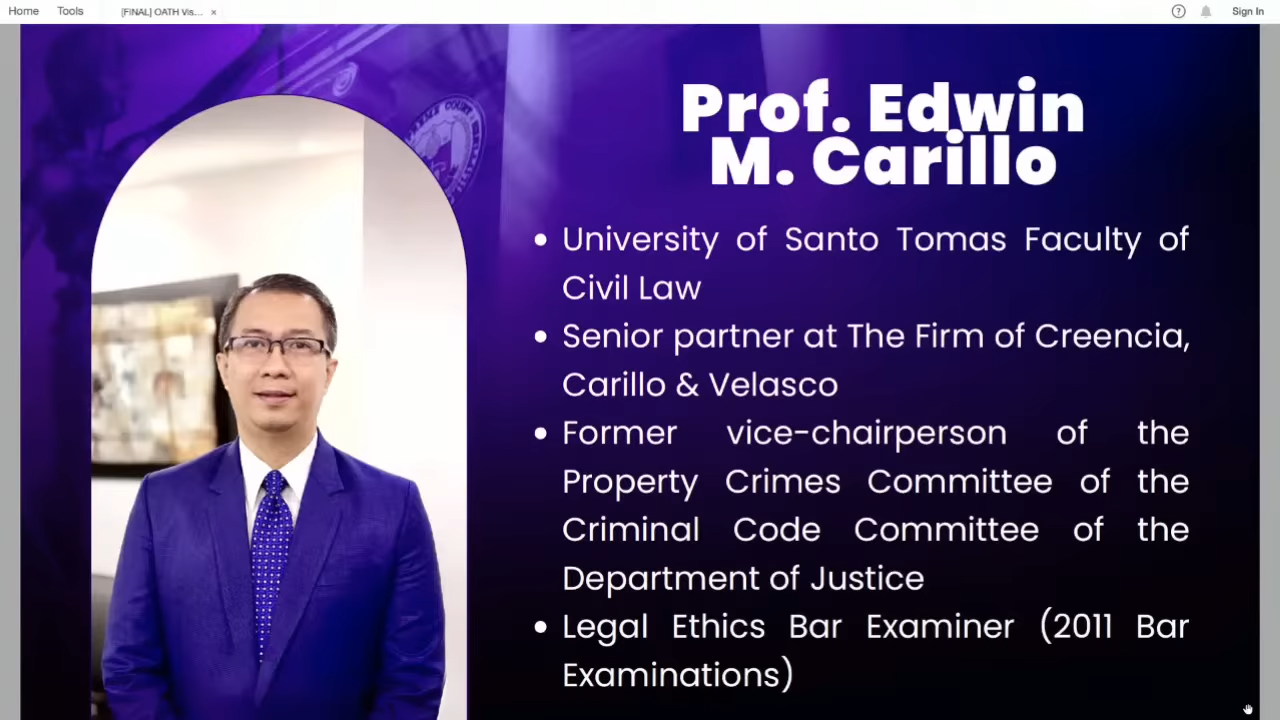 Home Tools [FINAL] OATH Vis... × ? Sign In
Prof. Edwin
M. Carillo
• University of Santo Tomas Faculty of
Civil Law
• Senior partner at The Firm of Creencia,
Carillo & Velasco
• Former vice-chairperson of the
Property Crimes Committee of the
Criminal Code Committee of the
Department of Justice
• Legal Ethics Bar Examiner (2011 Bar
Examinations)